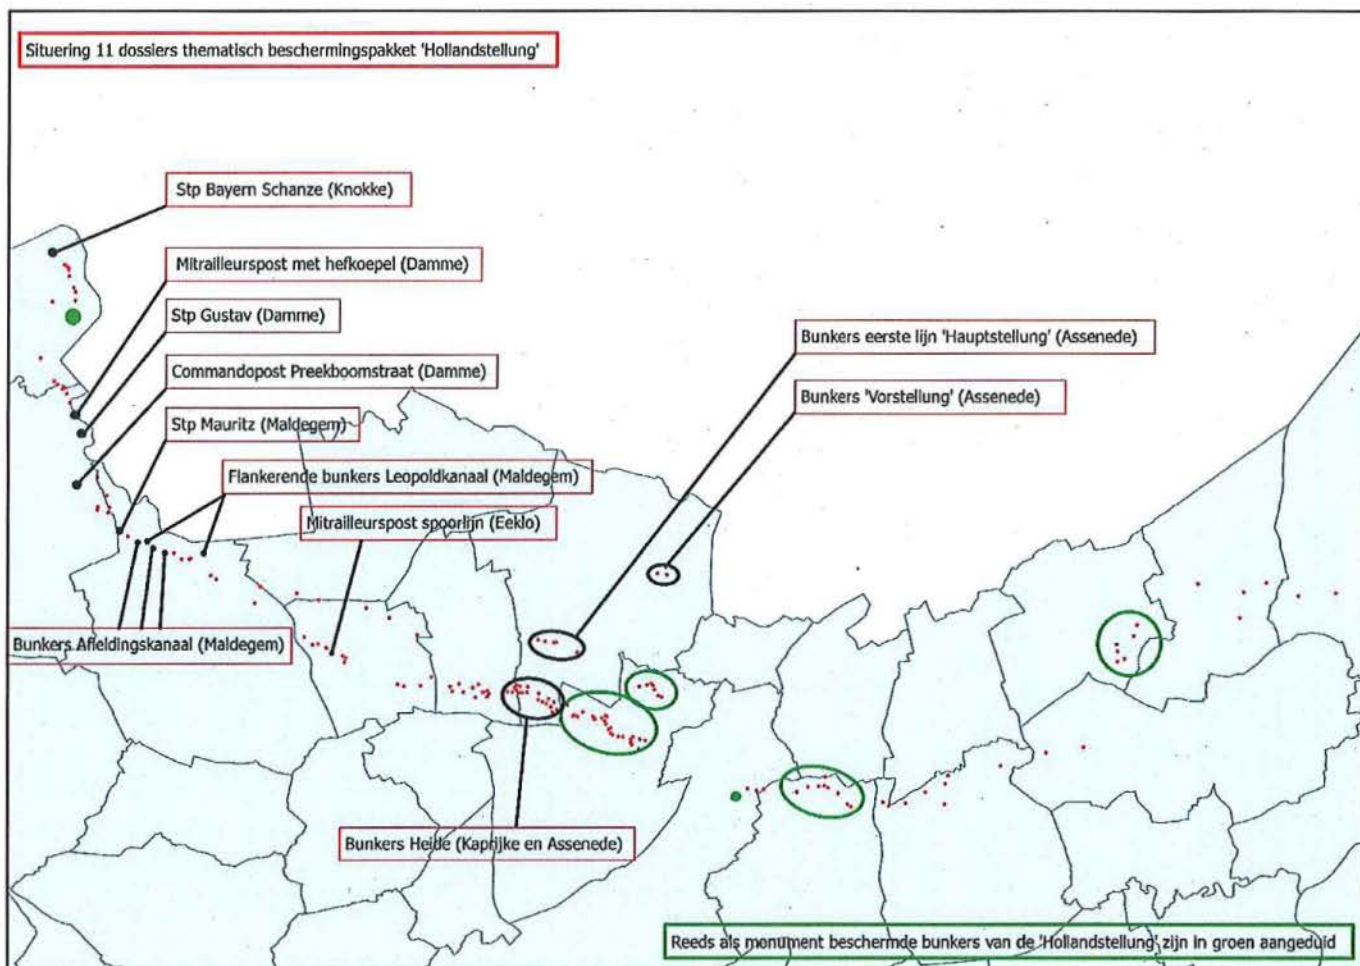 Situering 11 dossiers thematisch beschermingspakket 'Hollandstellung'
Stp Bayern Schanze (Knokke)
Mitrailleurspost met hefkoepel (Damme)
Stp Gustav (Damme)
Bunkers eerste lijn 'Hauptstellung' (Assenede)
Commandopost Preekboomstraat (Damme)
Bunkers 'Vorstellung' (Assenede)
Stp Mauritz (Maldegem)
Flankerende bunkers Leopoldkanaal (Maldegem)
Mitrailleurspost spoorlijn (Eeklo)
Bunkers Afleidingskanaal (Maldegem)
Bunkers Heide (Kaprijke en Assenede)
Reeds als monument beschermde bunkers van de 'Hollandstellung' zijn in groen aangeduid